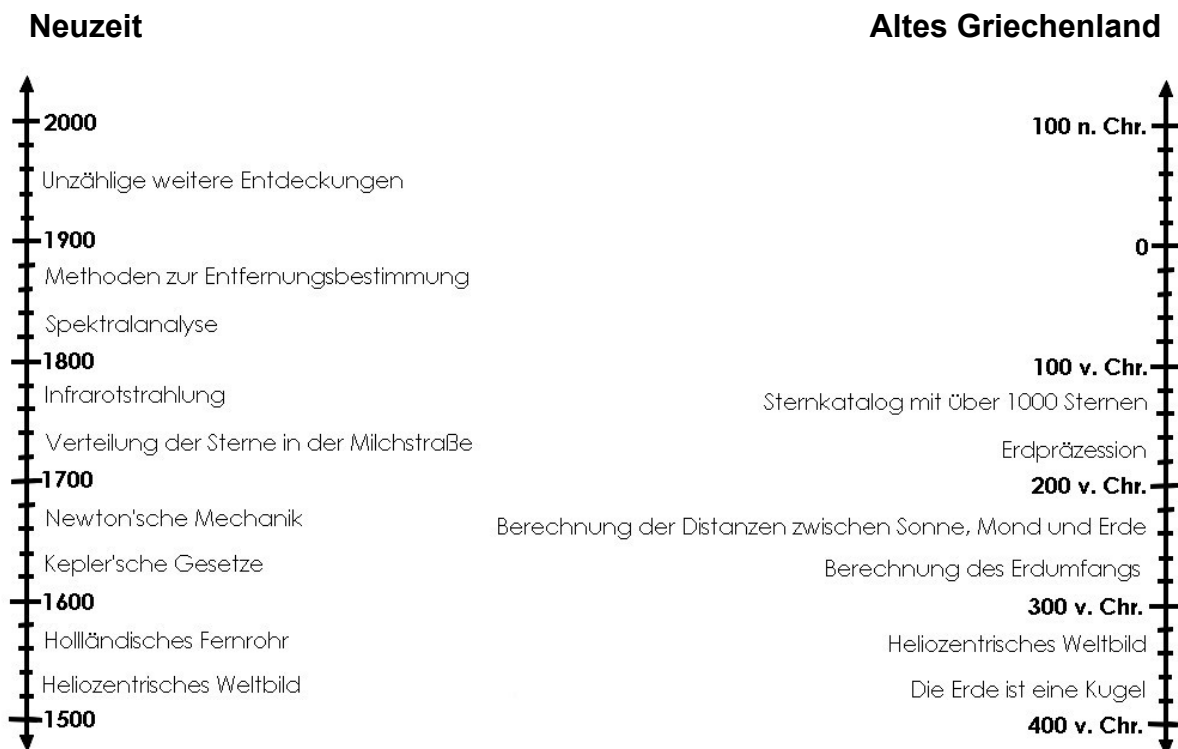 Neuzeit
2000
Unzählige weitere Entdeckungen
1900
Methoden zur Entfernungsbestimmung
Spektralanalyse
1800
Infrarotstrahlung
Verteilung der Sterne in der Milchstraße
1700
Newton'sche Mechanik
Kepler'sche Gesetze
1600
Hollländisches Fernrohr
Heliozentrisches Weltbild
1500
Altes Griechenland
100 n. Chr.
0
100 v. Chr.
Sternkatalog mit über 1000 Sternen
Erdpräzession
200 v. Chr.
Berechnung der Distanzen zwischen Sonne, Mond und Erde
Berechnung des Erdumfangs
300 v. Chr.
Heliozentrisches Weltbild
Die Erde ist eine Kugel
400 v. Chr.